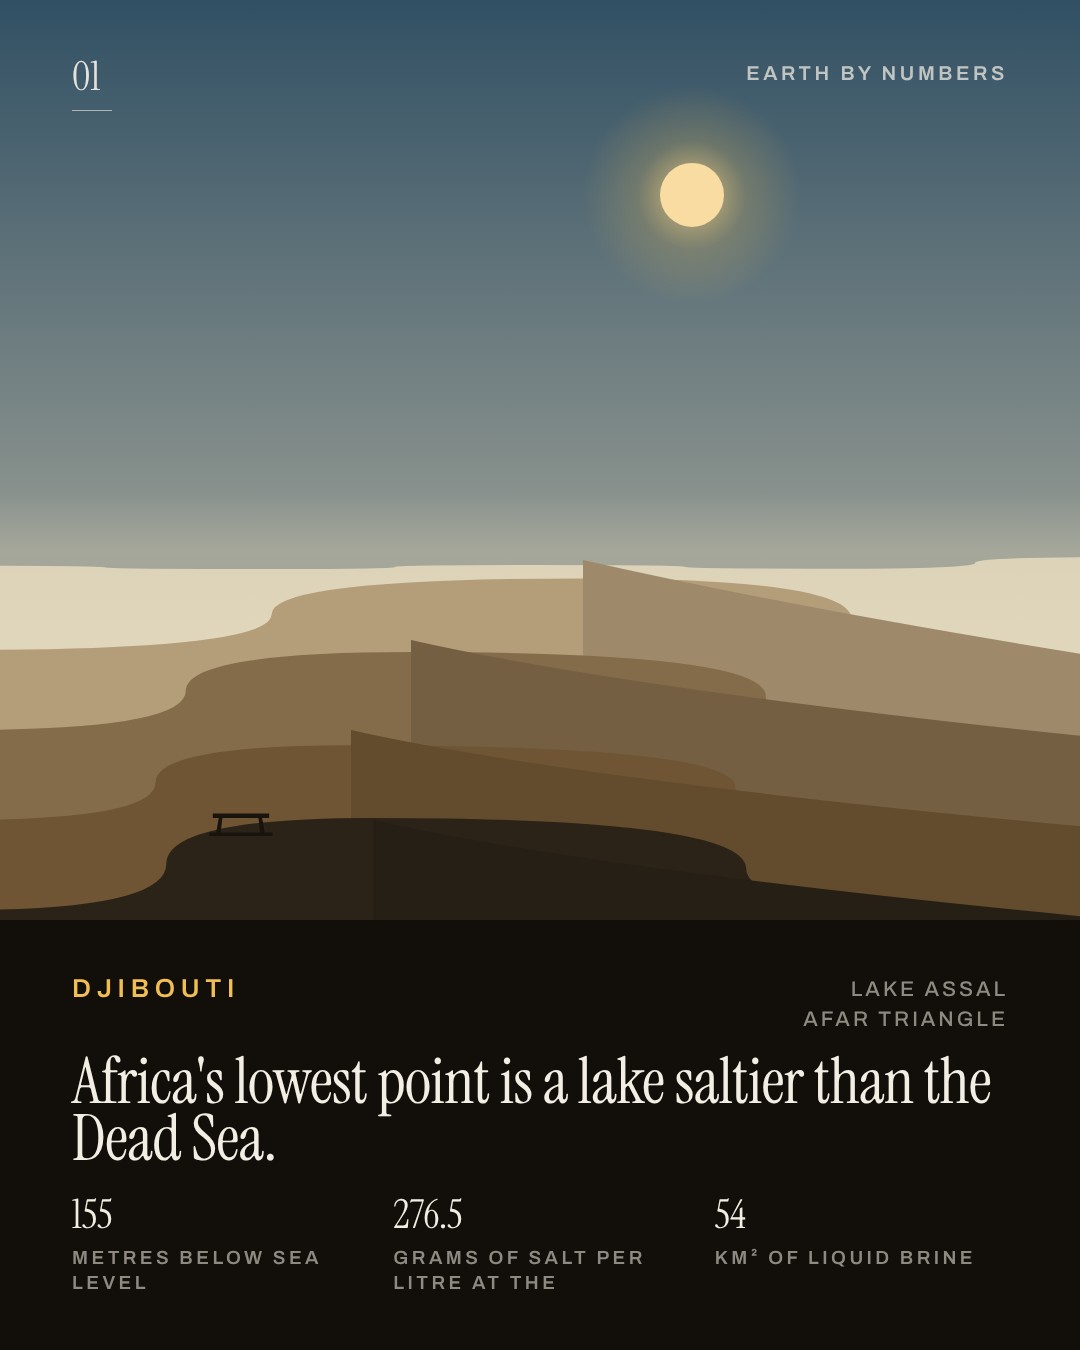 01
EARTH BY NUMBERS
DJIBOUTI
LAKE ASSAL
AFAR TRIANGLE
Africa's lowest point is a lake saltier than the
Dead Sea.
155
METRES BELOW SEA
LEVEL
276.5
GRAMS OF SALT PER
LITRE AT THE
54
KM² OF LIQUID BRINE